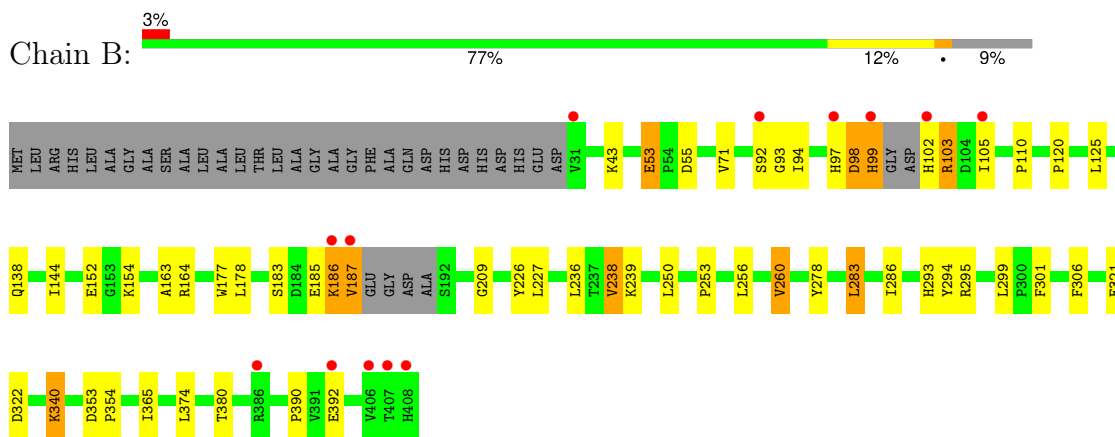 3%
Chain B:
77% 12% • 9%
MET LEU ARG HIS LEU ALA GLY ALA ALA SER ALA LEU ALA LEU THR LEU ALA GLY ALA GLY PHE ALA GLN ASP HIS ASP HIS ASP HIS GLU ASP V31 K43 E53 P54 D55 V71 S92 G93 I94 H97 D98 H99 GLY ASP H102 R103 D104 I105 P110 P120 L125
Q138 I144 E152 G153 K154 A163 R164 W177 L178 S183 D184 E185 K186 V187 GLU GLY ASP ALA S192 G209 Y226 L227 L236 T237 V238 K239 L250 P253 L256 V260 Y278 L283 I286 H293 Y294 R295 L299 P300 F301 F306
D322 K340 D353 P354 I365 L374 T380 R386 P390 V391 E392 V406 T407 H408